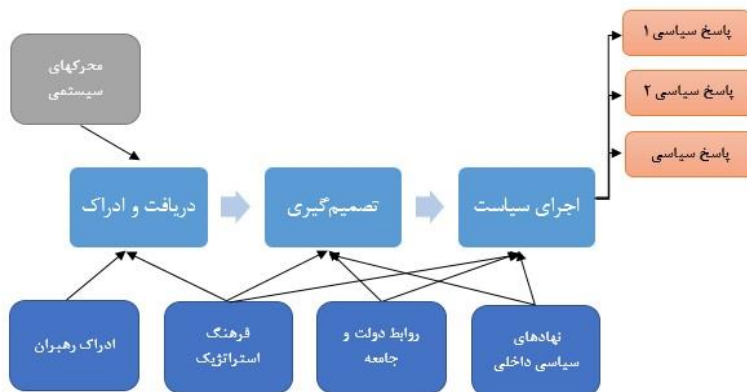 پاسخ سیاسی ۱
محرکهای
سیستمی
پاسخ سیاسی ۲
پاسخ سیاسی
دریافت و ادراک
تصمیم‌گیری
اجرای سیاست
ادراک رهبران
فرهنگ
استراتژیک
روابط دولت و
جامعه
نهادهای
سیاسی داخلی